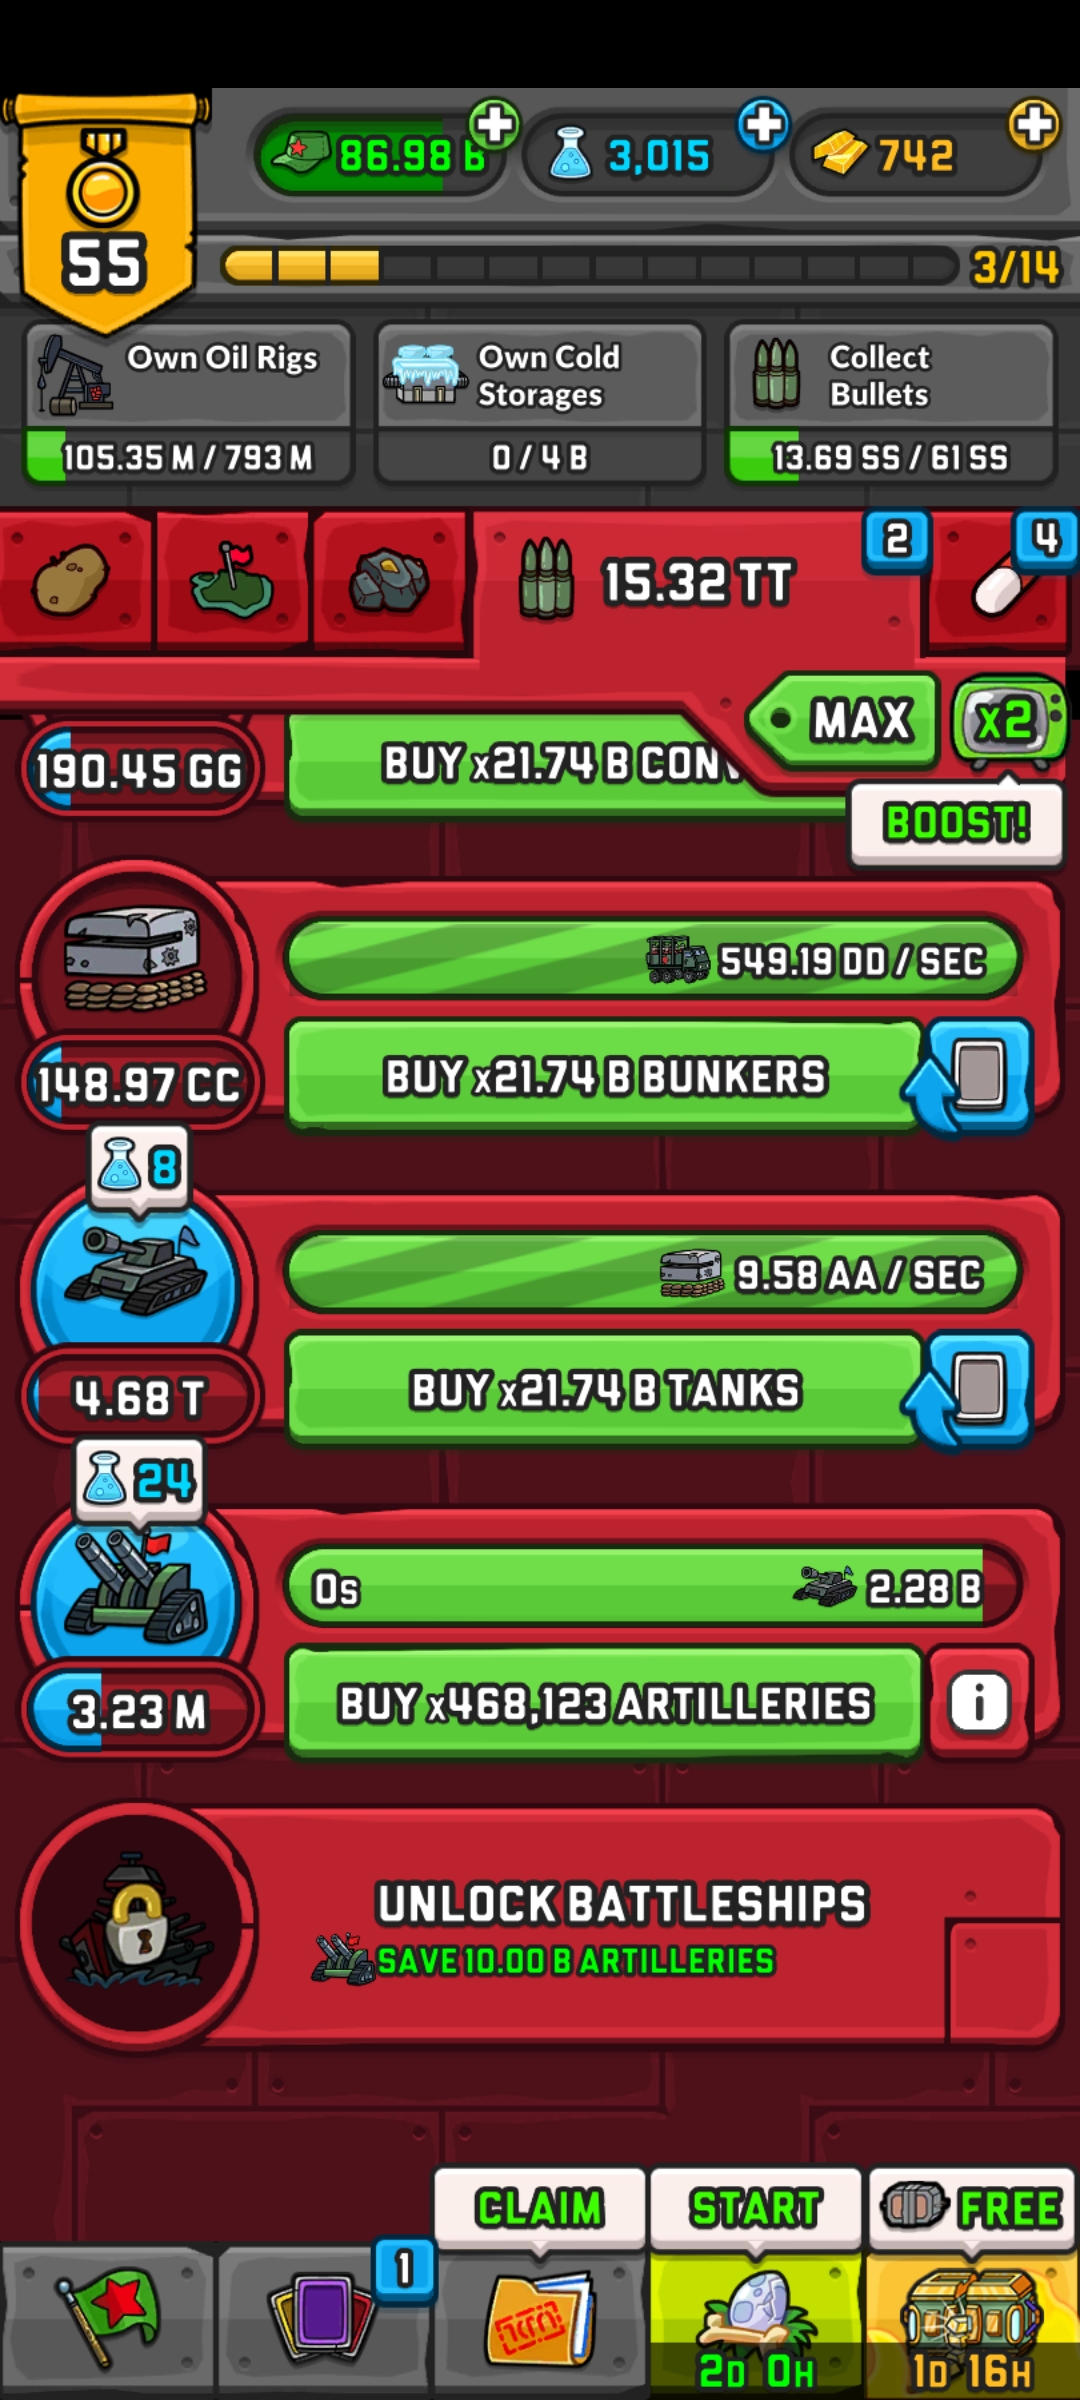 55
86.98 B
3,015
742
3/14
Own Oil Rigs
105.35 M / 793 M
Own Cold
Storages
0 / 4 B
Collect
Bullets
13.69 SS / 61 SS
15.32 TT
2
4
MAX
x2
BOOST!
190.45 GG
BUY x21.74 B CON
549.19 DD / SEC
148.97 CC
BUY x21.74 B BUNKERS
8
9.58 AA / SEC
4.68 T
BUY x21.74 B TANKS
24
0s
2.28 B
3.23 M
BUY x468,123 ARTILLERIES
i
UNLOCK BATTLESHIPS
SAVE 10.00 B ARTILLERIES
CLAIM
START
FREE
1
2D 0H
1D 16H